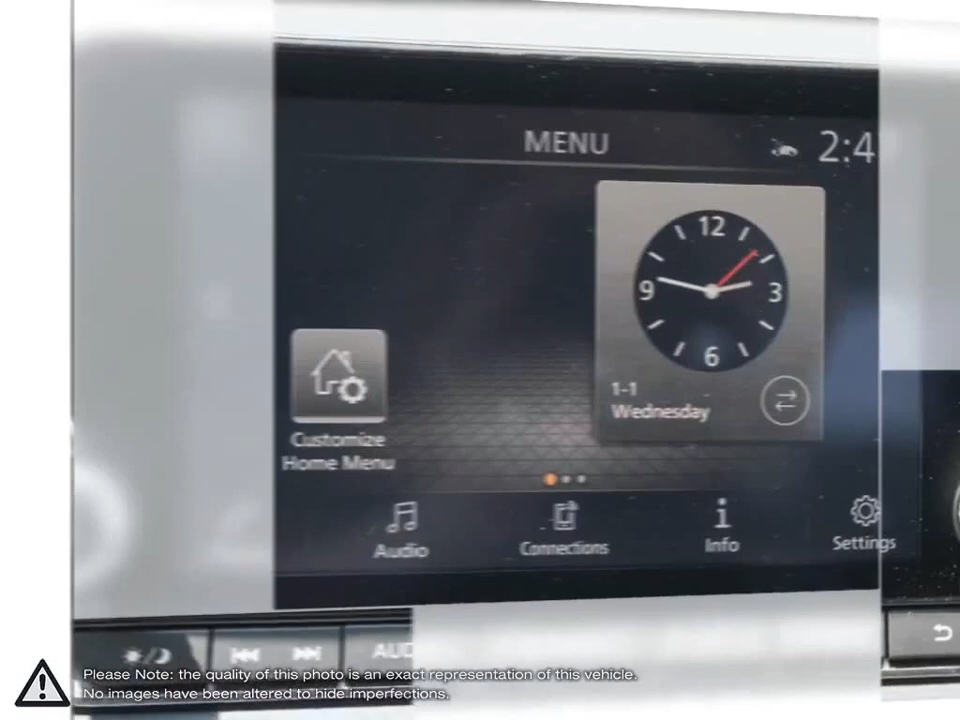 MENU
2:4
12
9
3
6
1-1
Wednesday
Customize
Home Menu
Audio
Connections
Info
Settings
AUD
Please Note: the quality of this photo is an exact representation of this vehicle.
No images have been altered to hide imperfections.